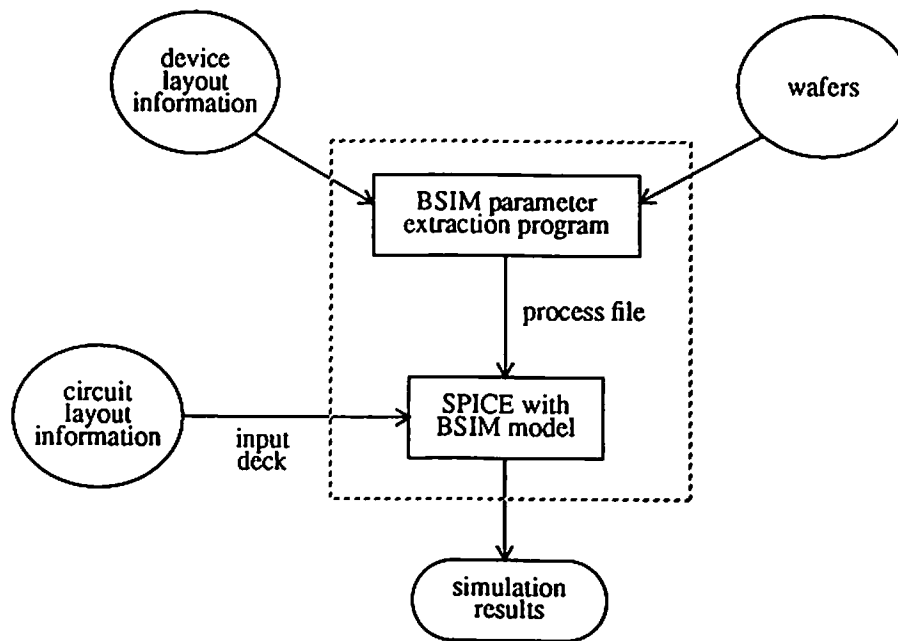 device
layout
information
wafers
BSIM parameter
extraction program
process file
circuit
layout
information
input
deck
SPICE with
BSIM model
simulation
results